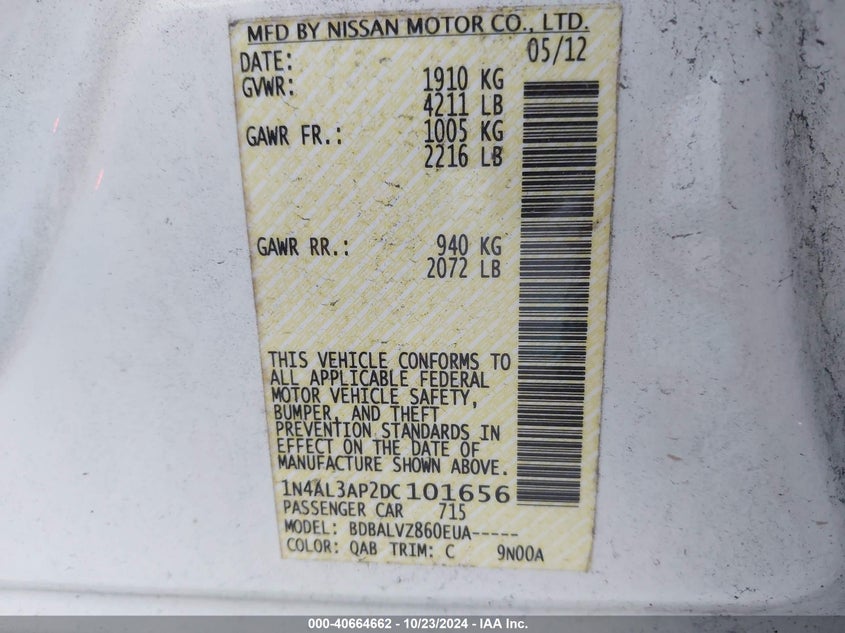 MFD BY NISSAN MOTOR CO., LTD.
DATE: 05/12
GVWR: 1910 KG
4211 LB
GAWR FR.: 1005 KG
2216 LB
GAWR RR.: 940 KG
2072 LB
THIS VEHICLE CONFORMS TO
ALL APPLICABLE FEDERAL
MOTOR VEHICLE SAFETY,
BUMPER, AND THEFT
PREVENTION STANDARDS IN
EFFECT ON THE DATE OF
MANUFACTURE SHOWN ABOVE.
1N4AL3AP2DC101656
PASSENGER CAR 715
MODEL: BDBALVZ860EUA-----
COLOR: QAB TRIM: C 9N00A
000-40664662 - 10/23/2024 - IAA Inc.